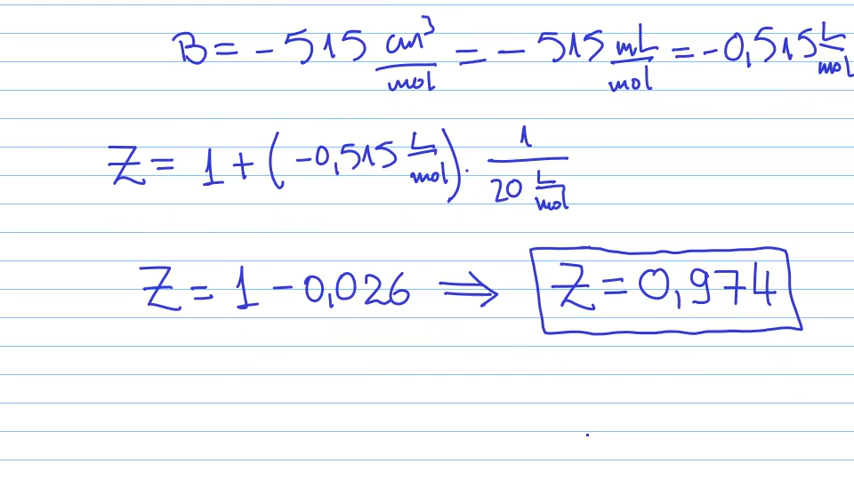 B = -515 cm³/mol = -515 mL/mol = -0,515 L/mol
Z = 1 + (-0,515 L/mol) · 1/(20 L/mol)
Z = 1 - 0,026 ⟹ Z = 0,974